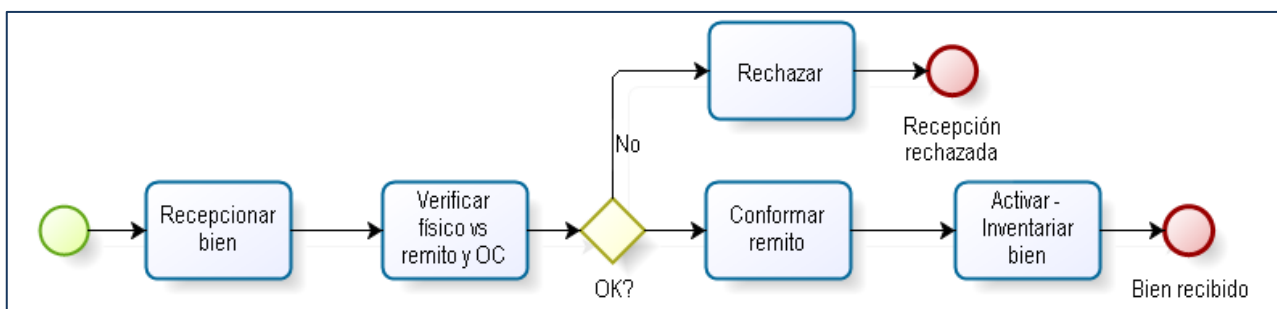 Rechazar
Recepción
rechazada
No
Recepcionar
bien
Verificar
físico vs
remito y OC
OK?
Conformar
remito
Activar -
Inventariar
bien
Bien recibido